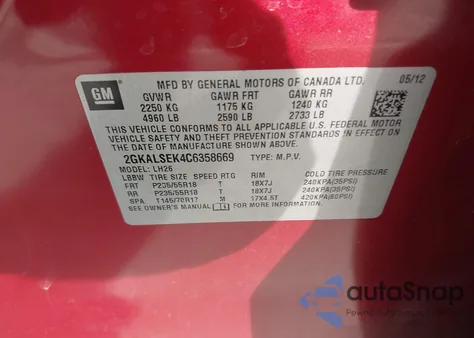 GM
MFD BY GENERAL MOTORS OF CANADA LTD. 05/12
GVWR GAWR FRT GAWR RR
2250 KG 1175 KG 1240 KG
4960 LB 2590 LB 2733 LB
THIS VEHICLE CONFORMS TO ALL APPLICABLE U.S. FEDERAL MOTOR
VEHICLE SAFETY AND THEFT PREVENTION STANDARDS IN EFFECT
ON THE DATE OF MANUFACTURE SHOWN ABOVE.
2GKALSEK4C6358669 TYPE: M.P.V.
MODEL: LH26
LBBW TIRE SIZE SPEED RTG RIM COLD TIRE PRESSURE
FRT P235/55R18 T 18X7J 240KPA(35PSI)
RR P235/55R18 T 18X7J 240KPA(35PSI)
SPA T145/70R17 M 17X4.5T 420KPA(60PSI)
SEE OWNER'S MANUAL FOR MORE INFORMATION.
autoSnap